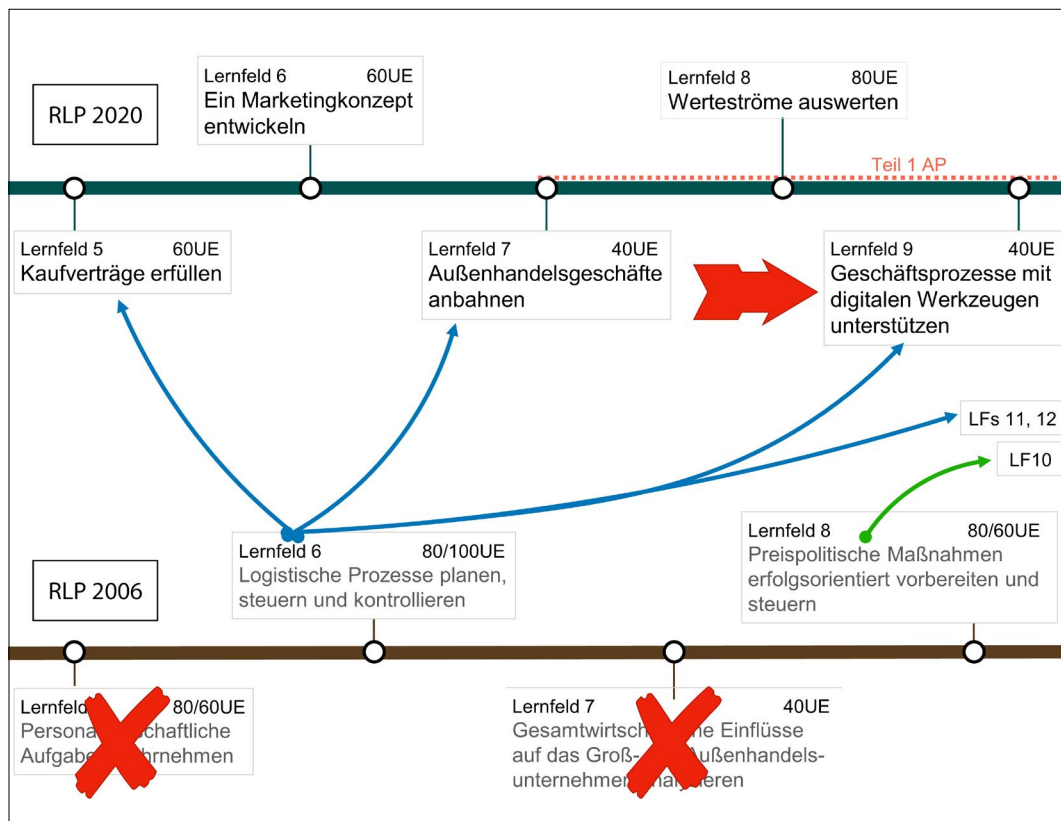 Lernfeld 6 60UE
Ein Marketingkonzept
entwickeln
Lernfeld 8 80UE
Werteströme auswerten
RLP 2020
Teil 1 AP
Lernfeld 5 60UE
Kaufverträge erfüllen
Lernfeld 7 40UE
Außenhandelsgeschäfte
anbahnen
Lernfeld 9 40UE
Geschäftsprozesse mit
digitalen Werkzeugen
unterstützen
LFs 11, 12
LF10
Lernfeld 6 80/100UE
Logistische Prozesse planen,
steuern und kontrollieren
Lernfeld 8 80/60UE
Preispolitische Maßnahmen
erfolgsorientiert vorbereiten und
steuern
RLP 2006
Lernfeld 80/60UE
Aufgabe
Lernfeld 7 40UE
Einflüsse
auf das Groß- Außenhandels-